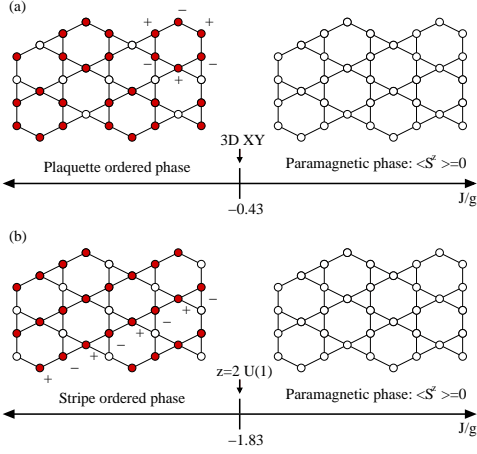 (a)
− + +
− −
+
3D XY
Plaquette ordered phase
Paramagnetic phase: <S^z >=0
J/g
−0.43
(b)
−
+
−
+
−
−
+
z=2 U(1)
Stripe ordered phase
Paramagnetic phase: <S^z >=0
J/g
−1.83